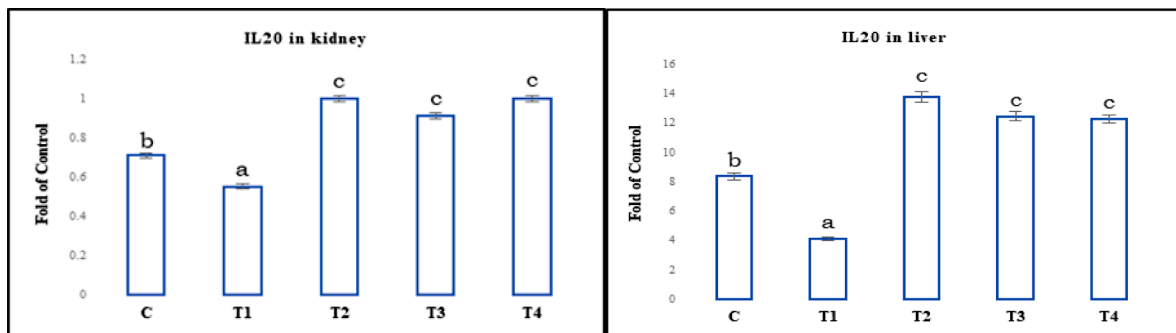 IL20 in kidney
Fold of Control
1.2
1
0.8
0.6
0.4
0.2
0
b
a
c
c
c
C T1 T2 T3 T4
IL20 in liver
Fold of Control
16
14
12
10
8
6
4
2
0
b
a
c
c
c
C T1 T2 T3 T4